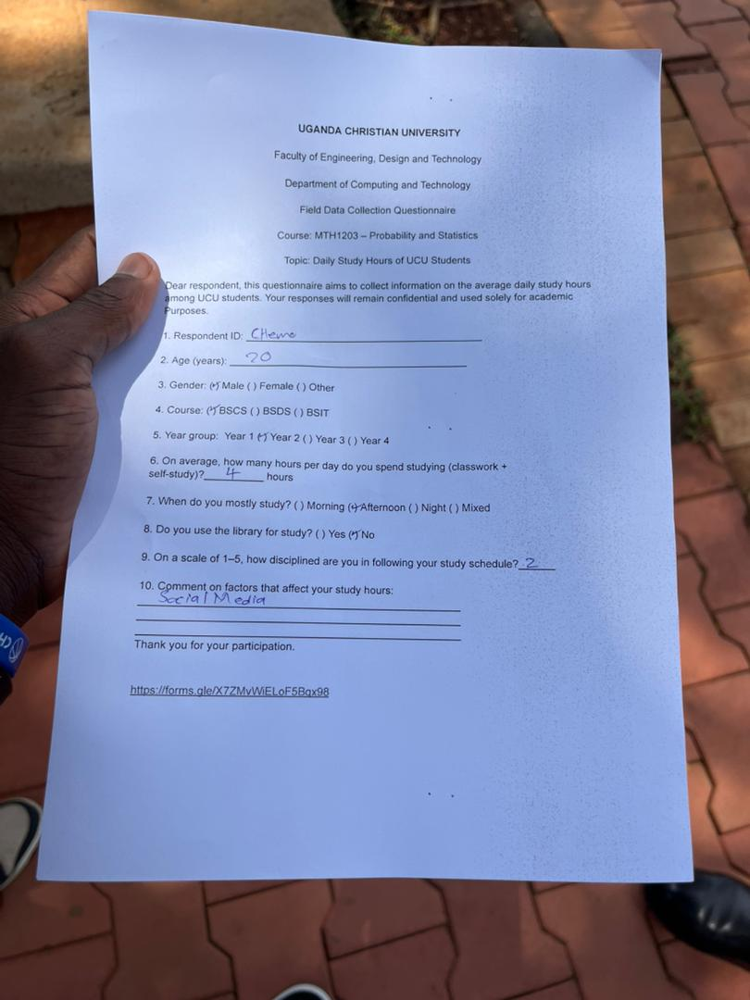 UGANDA CHRISTIAN UNIVERSITY
Faculty of Engineering, Design and Technology
Department of Computing and Technology
Field Data Collection Questionnaire
Course: MTH1203 – Probability and Statistics
Topic: Daily Study Hours of UCU Students
Dear respondent, this questionnaire aims to collect information on the average daily study hours
among UCU students. Your responses will remain confidential and used solely for academic
Purposes.
1. Respondent ID: CHemo
2. Age (years): 20
3. Gender: (✓) Male ( ) Female ( ) Other
4. Course: (✓) BSCS ( ) BSDS ( ) BSIT
5. Year group: Year 1 (✓) Year 2 ( ) Year 3 ( ) Year 4
6. On average, how many hours per day do you spend studying (classwork +
self-study)? 4 hours
7. When do you mostly study? ( ) Morning (✓) Afternoon ( ) Night ( ) Mixed
8. Do you use the library for study? ( ) Yes (✓) No
9. On a scale of 1–5, how disciplined are you in following your study schedule? 2
10. Comment on factors that affect your study hours:
Social Media
Thank you for your participation.
https://forms.gle/X7ZMvWiELoF5Bqx98